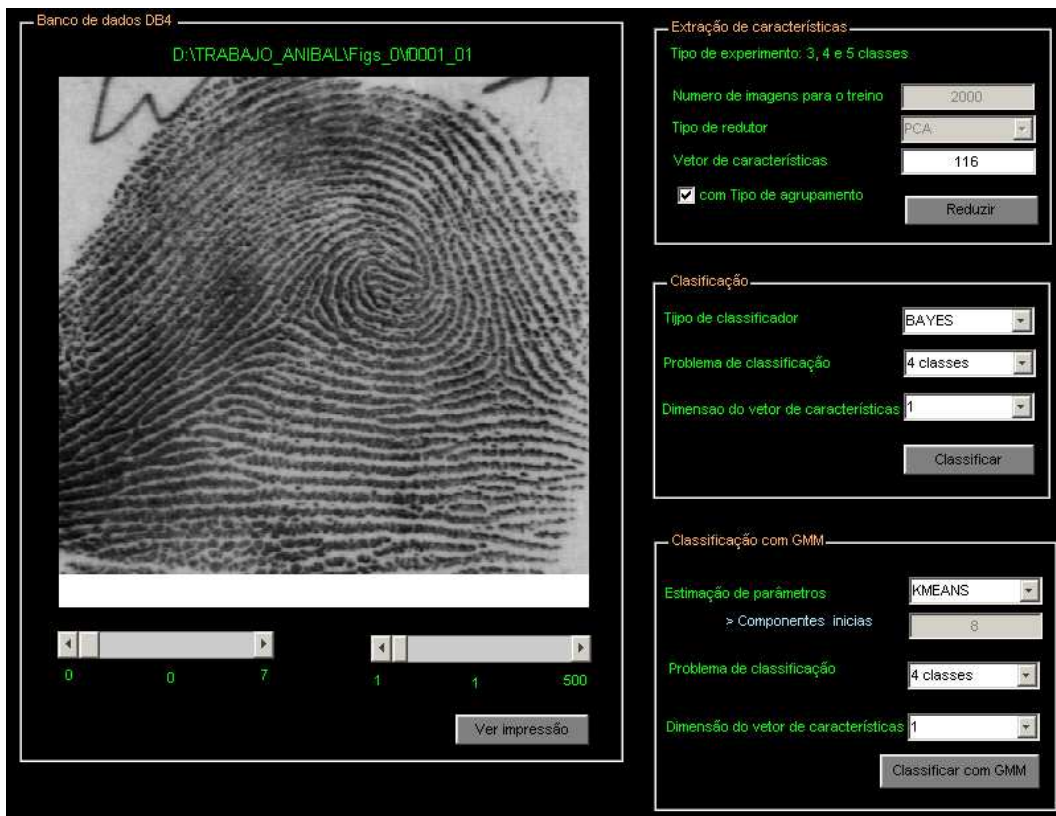 Banco de dados DB4
D:\TRABAJO_ANIBAL\Figs_0\f0001_01
0 0 7
1 1 500
Ver impressão
Extração de características
Tipo de experimento: 3, 4 e 5 classes
Numero de imagens para o treino 2000
Tipo de redutor PCA
Vetor de características 116
com Tipo de agrupamento
Reduzir
Clasificação
Tijpo de classificador BAYES
Problema de classificação 4 classes
Dimensao do vetor de características 1
Classificar
Classificação com GMM
Estimação de parâmetros KMEANS
> Componentes inicias 8
Problema de classificação 4 classes
Dimensão do vetor de características 1
Classificar com GMM